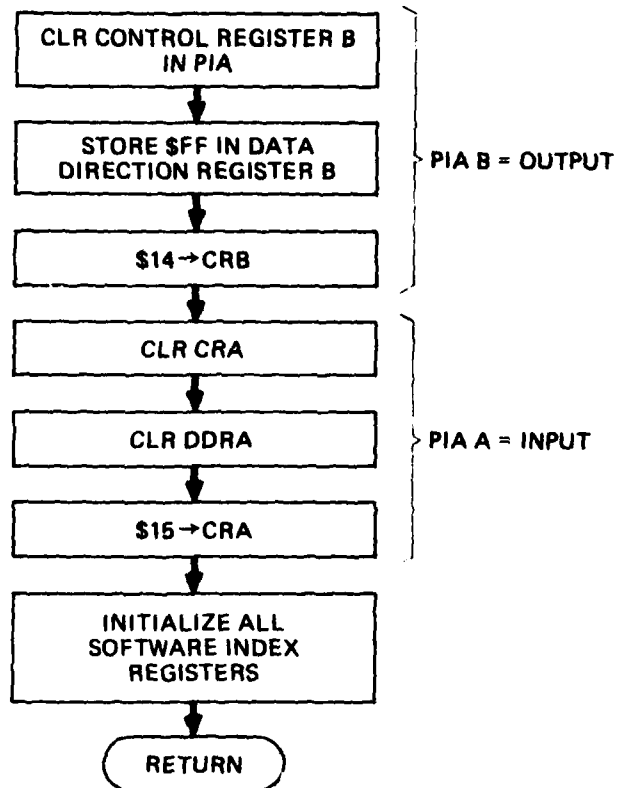 CLR CONTROL REGISTER B
IN PIA
STORE $FF IN DATA
DIRECTION REGISTER B
PIA B = OUTPUT
$14→CRB
CLR CRA
CLR DDRA
PIA A = INPUT
$15→CRA
INITIALIZE ALL
SOFTWARE INDEX
REGISTERS
RETURN